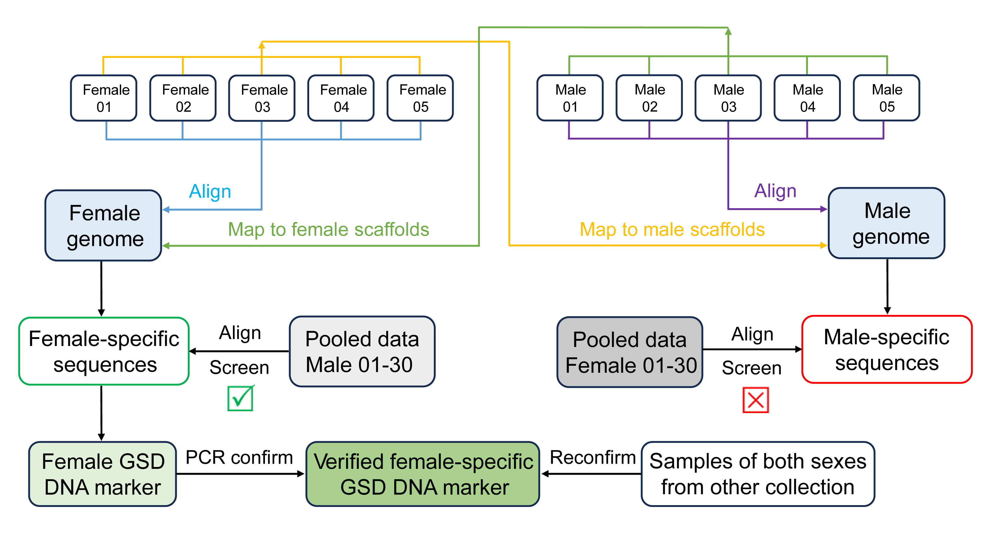 Female
01
Female
02
Female
03
Female
04
Female
05
Male
01
Male
02
Male
03
Male
04
Male
05
Align
Align
Female
genome
Map to female scaffolds
Map to male scaffolds
Male
genome
Female-specific
sequences
Align
Screen
Pooled data
Male 01-30
Pooled data
Female 01-30
Align
Screen
Male-specific
sequences
Female GSD
DNA marker
PCR confirm
Verified female-specific
GSD DNA marker
Reconfirm
Samples of both sexes
from other collection